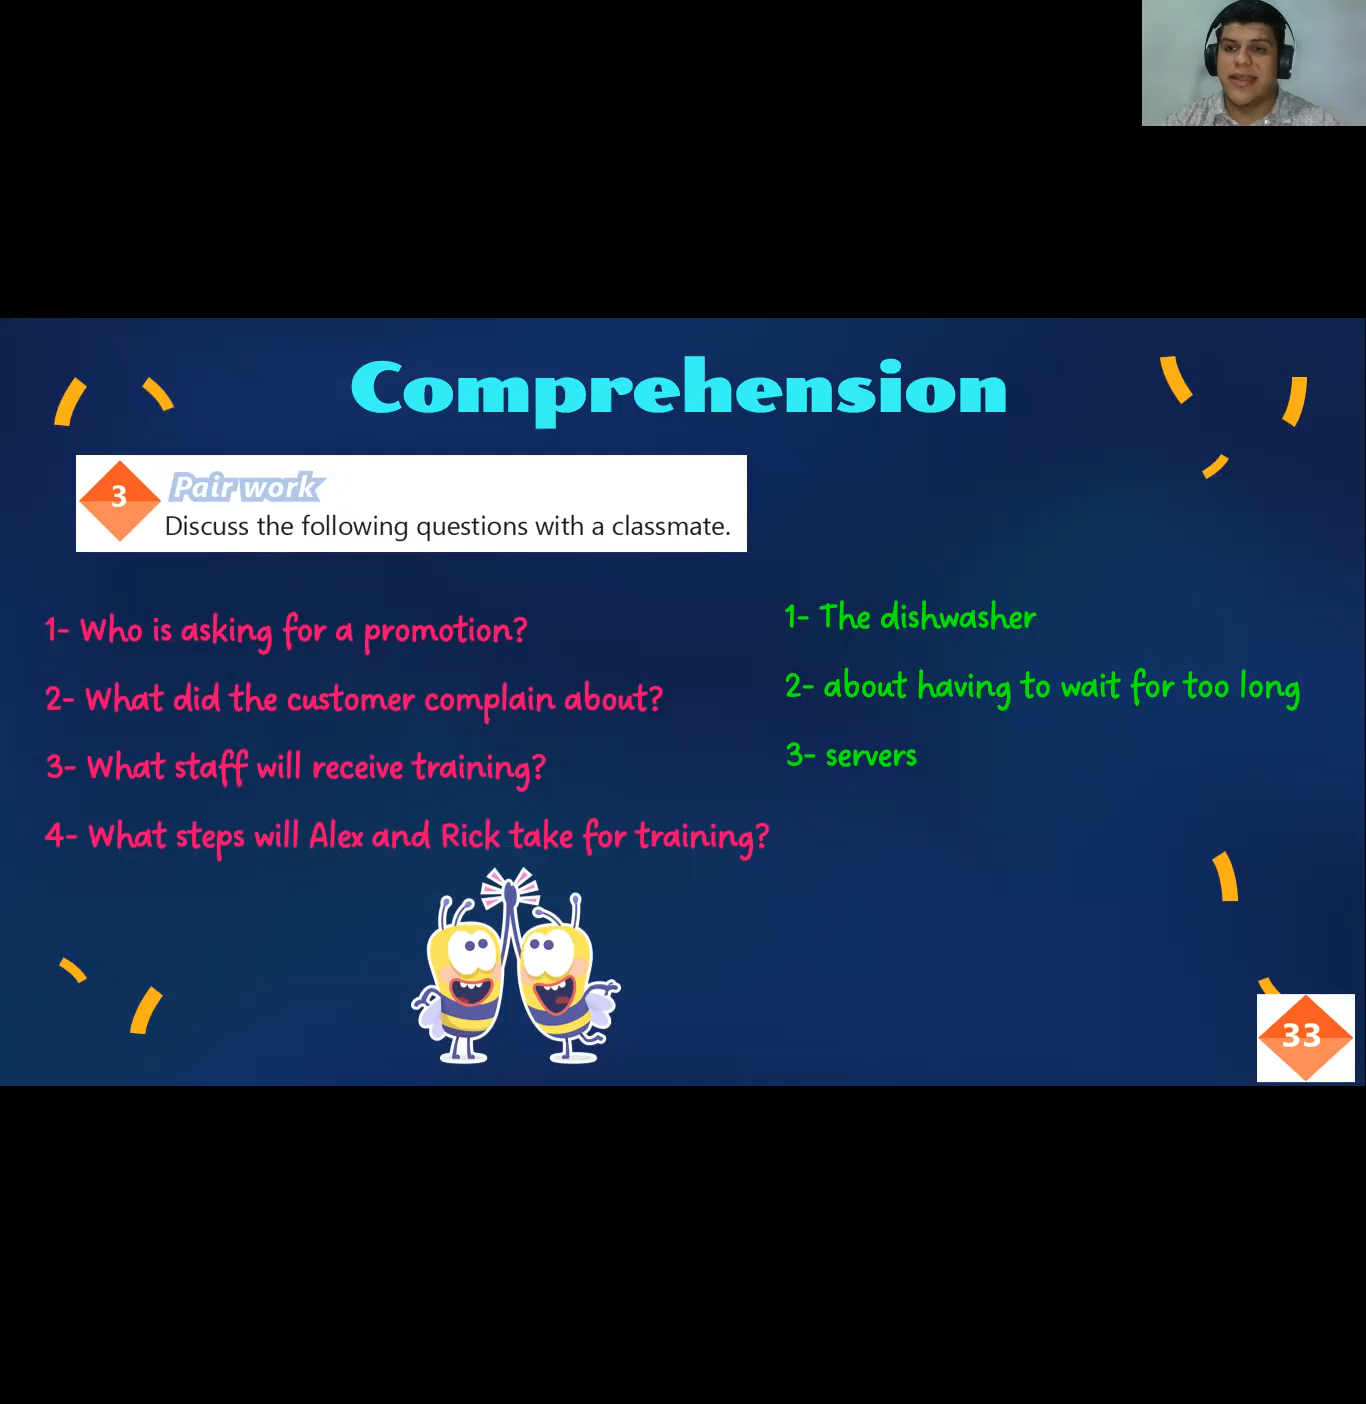 Comprehension
3
Pair work
Discuss the following questions with a classmate.
1- Who is asking for a promotion?
2- What did the customer complain about?
3- What staff will receive training?
4- What steps will Alex and Rick take for training?
1- The dishwasher
2- about having to wait for too long
3- servers
33